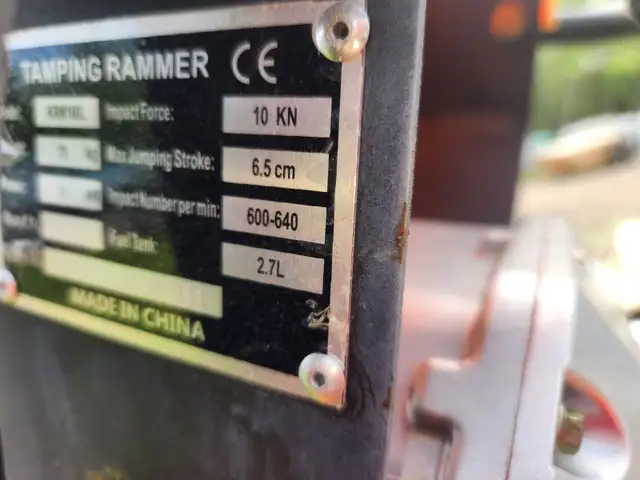 TAMPING RAMMER CE
Impact Force: 10 KN
Max Jumping Stroke: 6.5 cm
Impact Number per min: 600-640
Fuel Tank: 2.7L
MADE IN CHINA